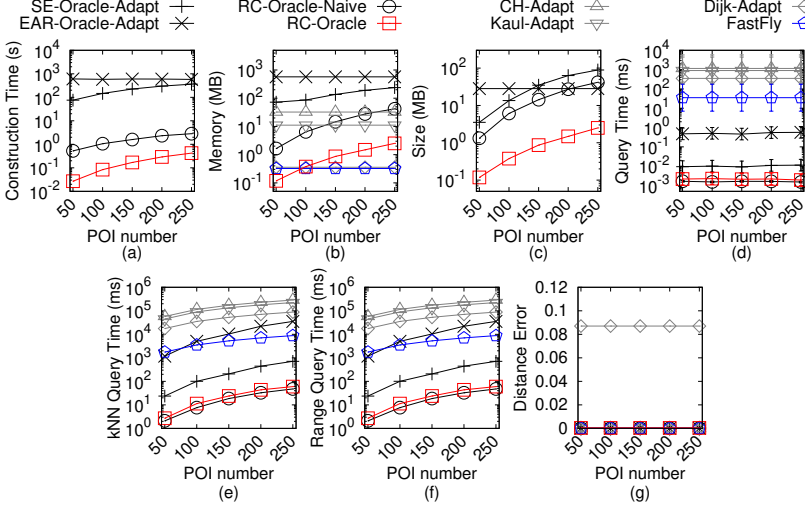 SE-Oracle-Adapt RC-Oracle-Naive CH-Adapt Dijk-Adapt
EAR-Oracle-Adapt RC-Oracle Kaul-Adapt FastFly
Construction Time (s)
10^4
10^3
10^2
10^1
10^0
10^-1
10^-2
50 100 150 200 250
POI number
(a)
Memory (MB)
10^3
10^2
10^1
10^0
10^-1
50 100 150 200 250
POI number
(b)
Size (MB)
10^2
10^1
10^0
10^-1
50 100 150 200 250
POI number
(c)
Query Time (ms)
10^4
10^3
10^2
10^1
10^0
10^-1
10^-2
10^-3
50 100 150 200 250
POI number
(d)
kNN Query Time (ms)
10^6
10^5
10^4
10^3
10^2
10^1
10^0
50 100 150 200 250
POI number
(e)
Range Query Time (ms)
10^6
10^5
10^4
10^3
10^2
10^1
10^0
50 100 150 200 250
POI number
(f)
Distance Error
0.12
0.1
0.08
0.06
0.04
0.02
0
50 100 150 200 250
POI number
(g)